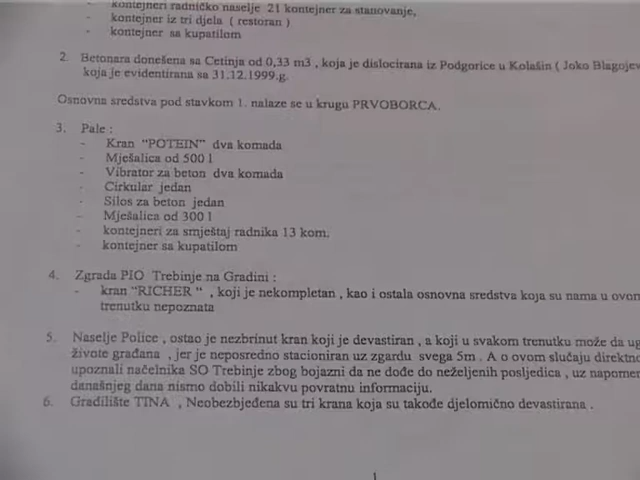 kontejneri radničko naselje 21 kontejner za stanovanje,
- kontejner iz tri djela ( restoran )
- kontejner sa kupatilom
2. Betonara donešena sa Cetinja od 0,33 m3 , koja je dislocirana iz Podgorice u Kolašin ( Joko Blagojev
koja je evidentirana sa 31.12.1999.g.
Osnovna sredstva pod stavkom 1. nalaze se u krugu PRVOBORCA.
3. Pale :
- Kran "POTEIN" dva komada
- Mješalica od 500 l
- Vibrator za beton dva komada
- Cirkular jedan
- Silos za beton jedan
- Mješalica od 300 l
- kontejneri za smještaj radnika 13 kom.
- kontejner sa kupatilom
4. Zgrada PIO Trebinje na Gradini :
- kran "RICHER " , koji je nekompletan , kao i ostala osnovna sredstva koja su nama u ovom
trenutku nepoznata
5. Naselje Police , ostao je nezbrinut kran koji je devastiran , a koji u svakom trenutku može da ug
živote građana , jer je neposredno stacioniran uz zgardu svega 5m . A o ovom slučaju direktno
upoznali načelnika SO Trebinje zbog bojazni da ne dođe do neželjenih posljedica , uz napomen
današnjeg dana nismo dobili nikakvu povratnu informaciju.
6. Gradilište TINA , Neobezbjeđena su tri krana koja su takođe djelomično devastirana .
1